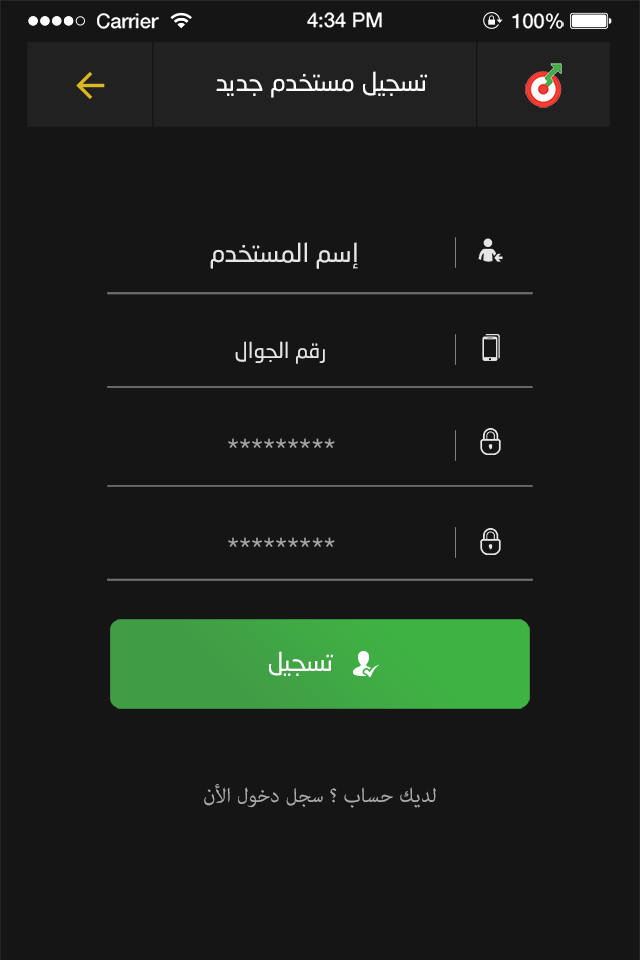 Carrier 4:34 PM 100%
تسجيل مستخدم جديد
إسم المستخدم
رقم الجوال
*********
*********
تسجيل
لديك حساب ؟ سجل دخول الأن